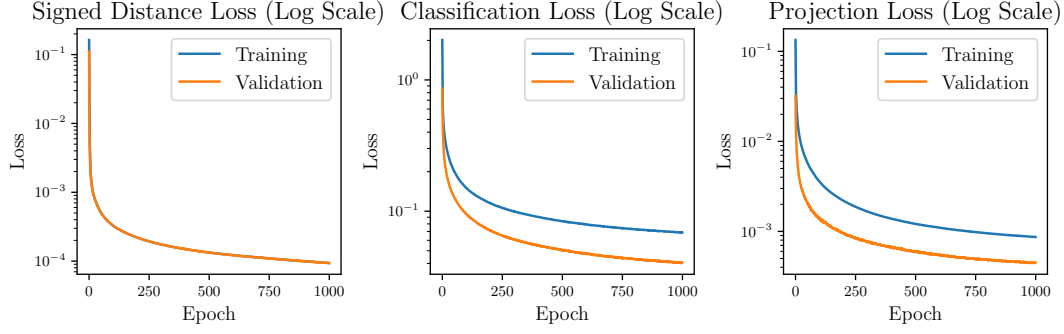 Signed Distance Loss (Log Scale)
Loss
10⁻¹
10⁻²
10⁻³
10⁻⁴
Training
Validation
0 250 500 750 1000
Epoch
Classification Loss (Log Scale)
Loss
10⁰
10⁻¹
Training
Validation
0 250 500 750 1000
Epoch
Projection Loss (Log Scale)
Loss
10⁻¹
10⁻²
10⁻³
Training
Validation
0 250 500 750 1000
Epoch